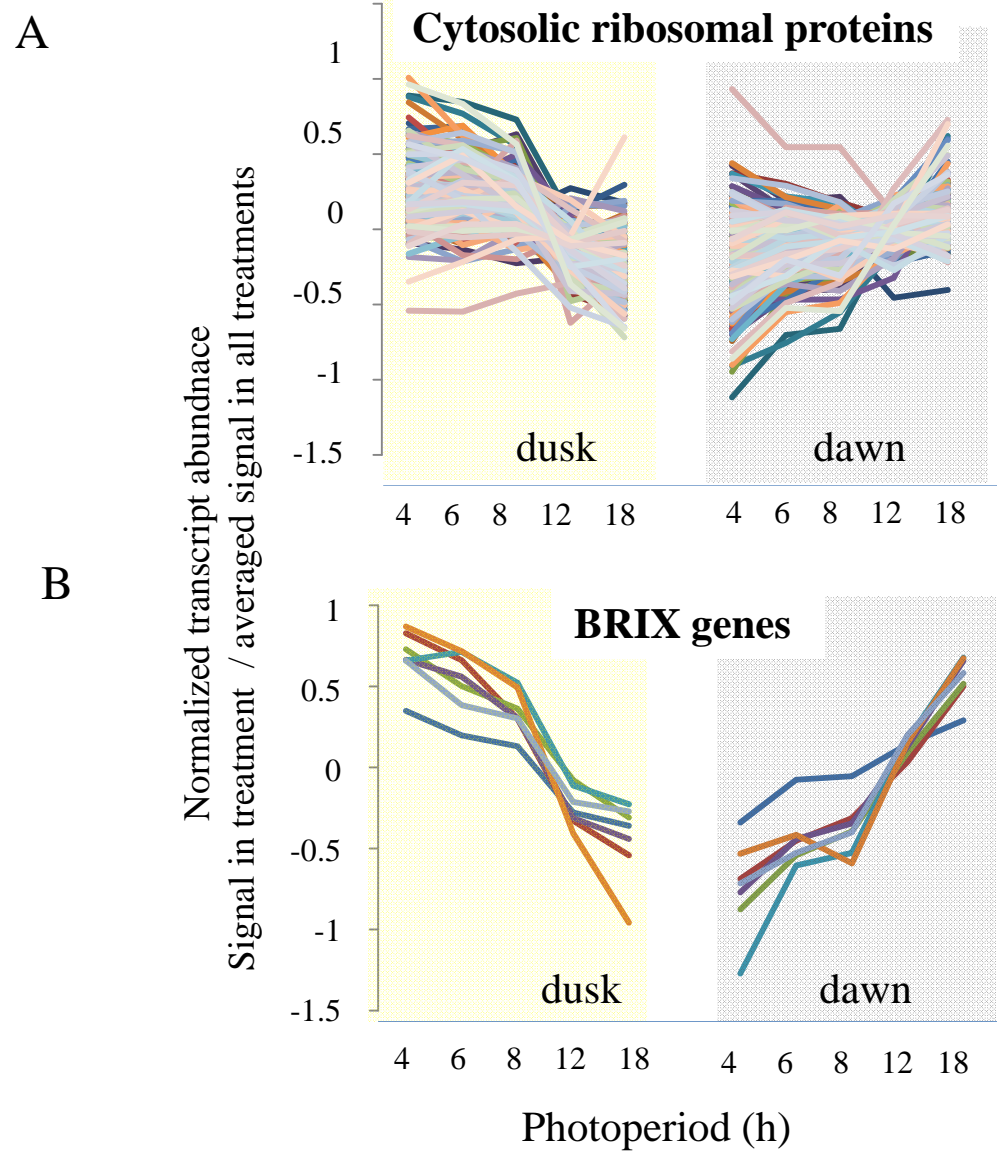 A
Cytosolic ribosomal proteins
1
0.5
0
-0.5
-1
-1.5
dusk
dawn
4 6 8 12 18
4 6 8 12 18
Normalized transcript abundnace
Signal in treatment / averaged signal in all treatments
B
BRIX genes
1
0.5
0
-0.5
-1
-1.5
dusk
dawn
4 6 8 12 18
4 6 8 12 18
Photoperiod (h)